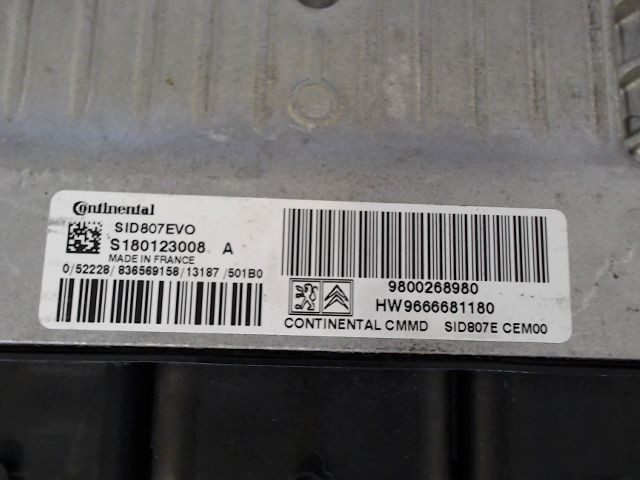 Continental
SID807EVO
S180123008 A
MADE IN FRANCE
0/52228/836569158/13187/501B0
9800268980
HW9666681180
CONTINENTAL CMMD SID807E CEM00